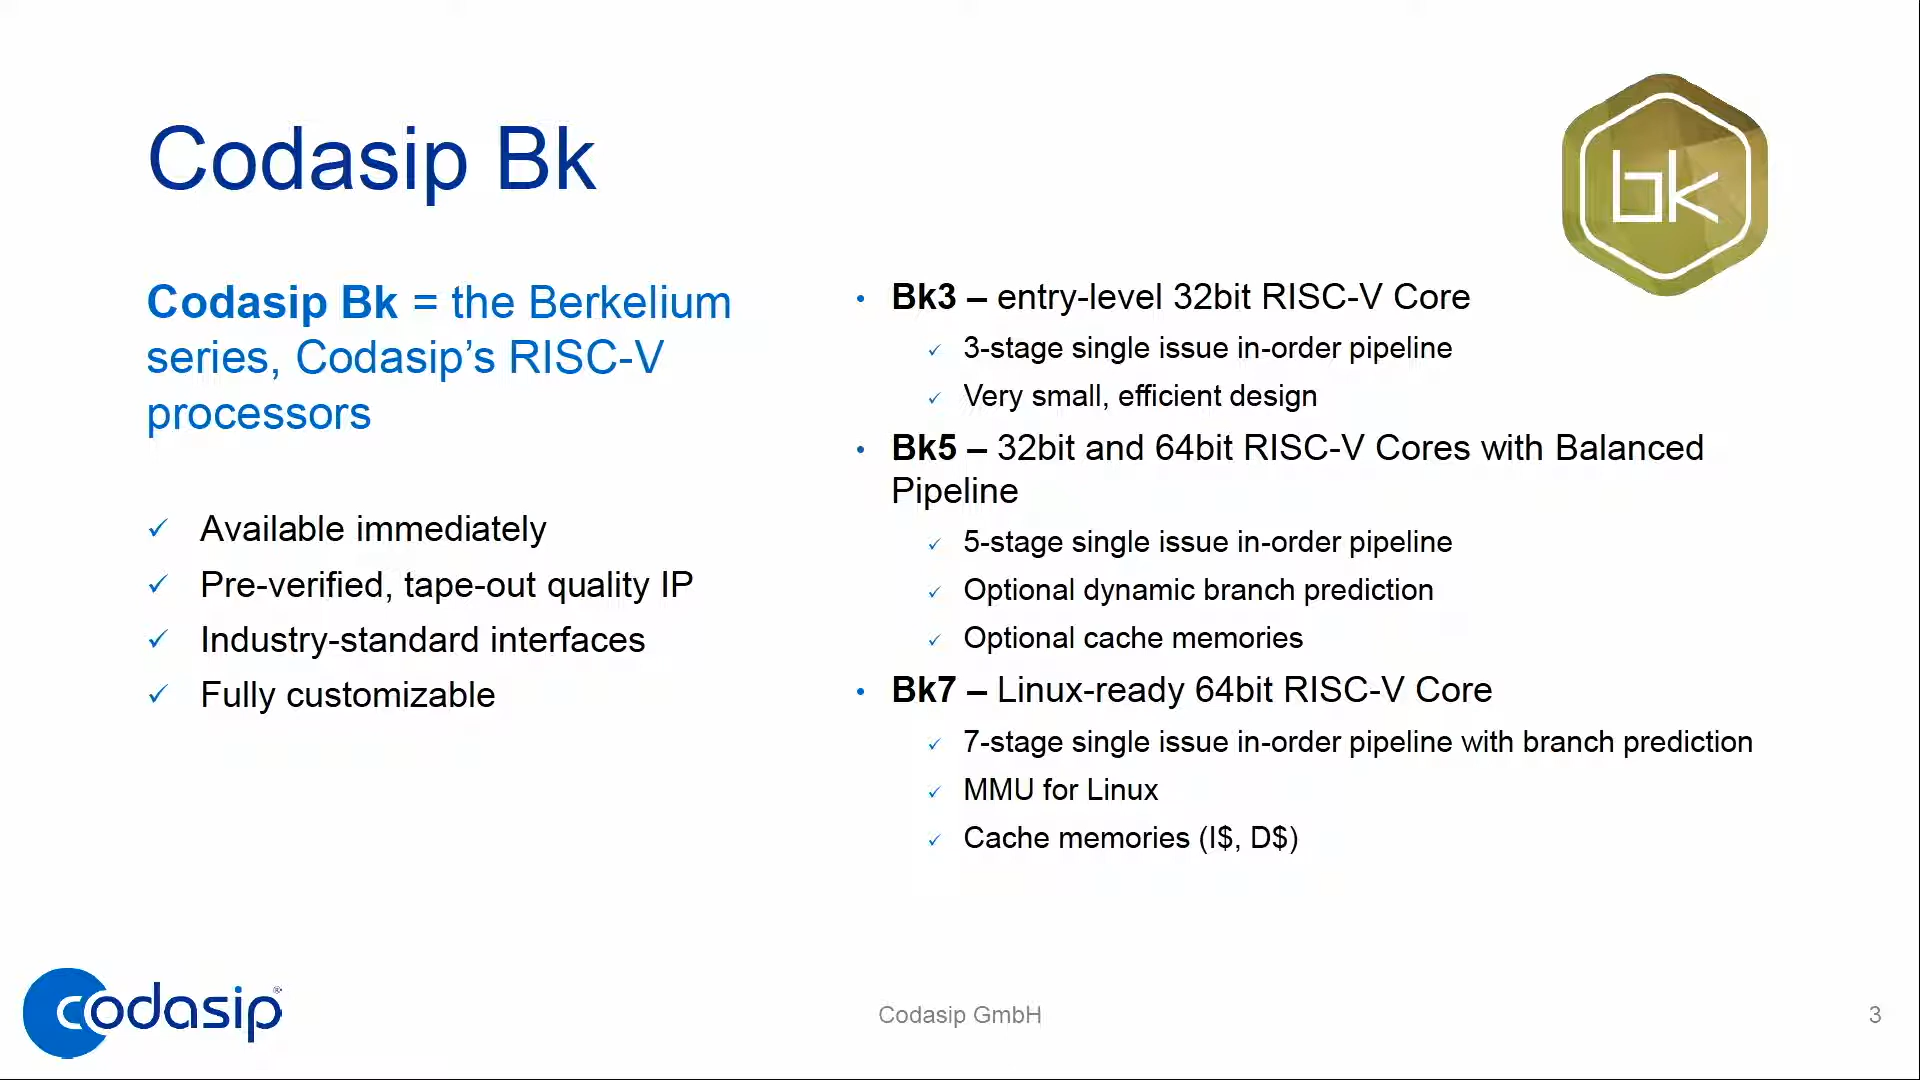 Codasip Bk
bk
Codasip Bk = the Berkelium
series, Codasip’s RISC-V
processors
✓ Available immediately
✓ Pre-verified, tape-out quality IP
✓ Industry-standard interfaces
✓ Fully customizable
• Bk3 – entry-level 32bit RISC-V Core
✓ 3-stage single issue in-order pipeline
✓ Very small, efficient design
• Bk5 – 32bit and 64bit RISC-V Cores with Balanced
Pipeline
✓ 5-stage single issue in-order pipeline
✓ Optional dynamic branch prediction
✓ Optional cache memories
• Bk7 – Linux-ready 64bit RISC-V Core
✓ 7-stage single issue in-order pipeline with branch prediction
✓ MMU for Linux
✓ Cache memories (I$, D$)
codasip®
Codasip GmbH
3